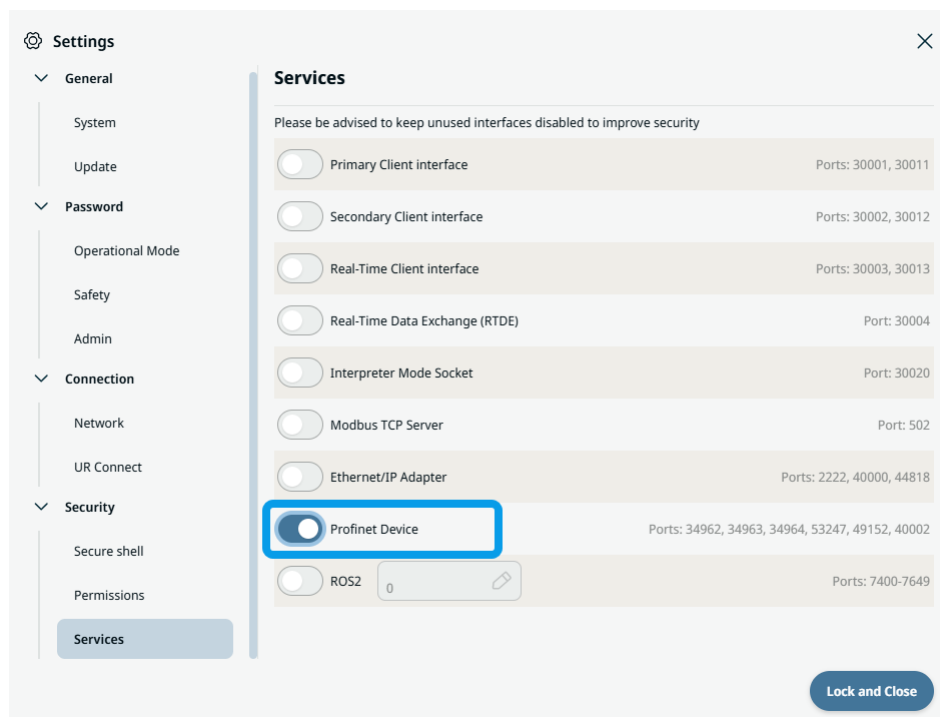 Settings
General
System
Update
Password
Operational Mode
Safety
Admin
Connection
Network
UR Connect
Security
Secure shell
Permissions
Services
Services
Please be advised to keep unused interfaces disabled to improve security
Primary Client interface Ports: 30001, 30011
Secondary Client interface Ports: 30002, 30012
Real-Time Client interface Ports: 30003, 30013
Real-Time Data Exchange (RTDE) Port: 30004
Interpreter Mode Socket Port: 30020
Modbus TCP Server Port: 502
Ethernet/IP Adapter Ports: 2222, 40000, 44818
Profinet Device Ports: 34962, 34963, 34964, 53247, 49152, 40002
ROS2 0 Ports: 7400-7649
Lock and Close